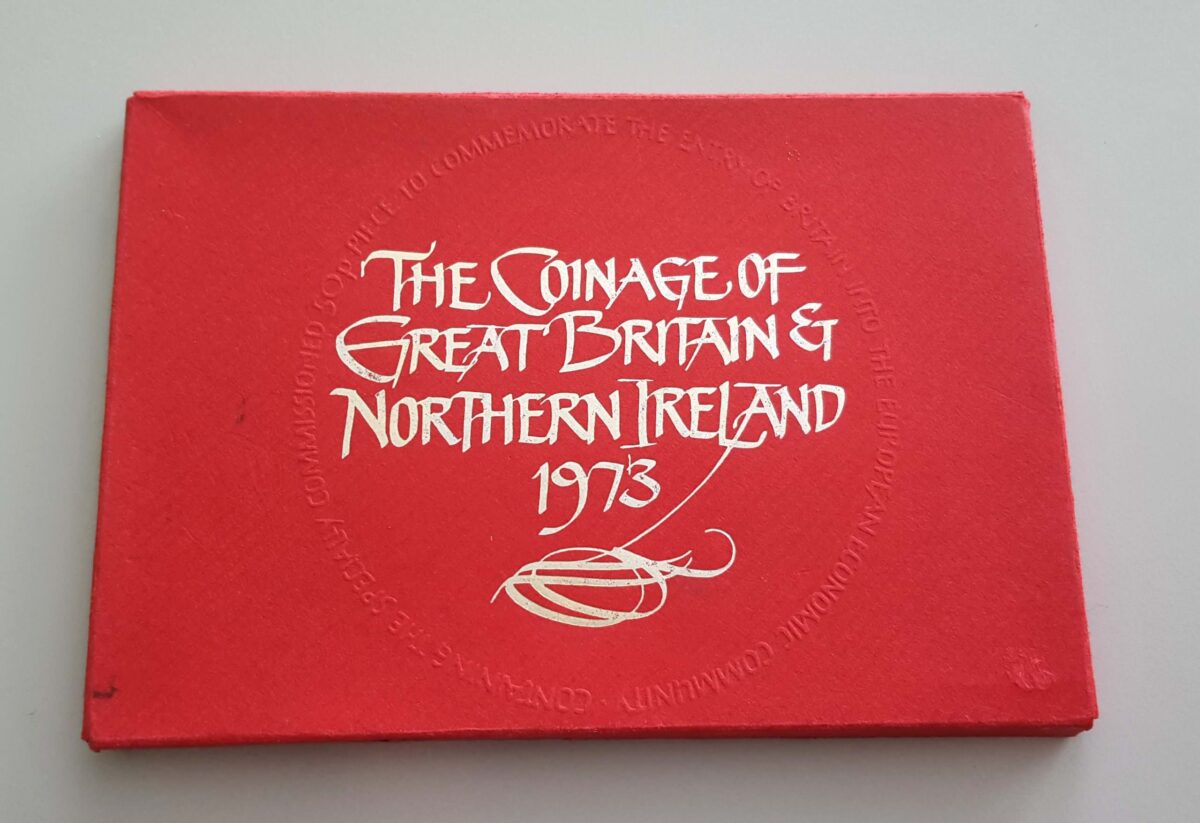 THE COINAGE OF
GREAT BRITAIN &
NORTHERN IRELAND
1973
CONTAINING THE SPECIALLY COMMISSIONED 50p PIECE TO COMMEMORATE THE ENTRY OF BRITAIN INTO THE EUROPEAN ECONOMIC COMMUNITY ·